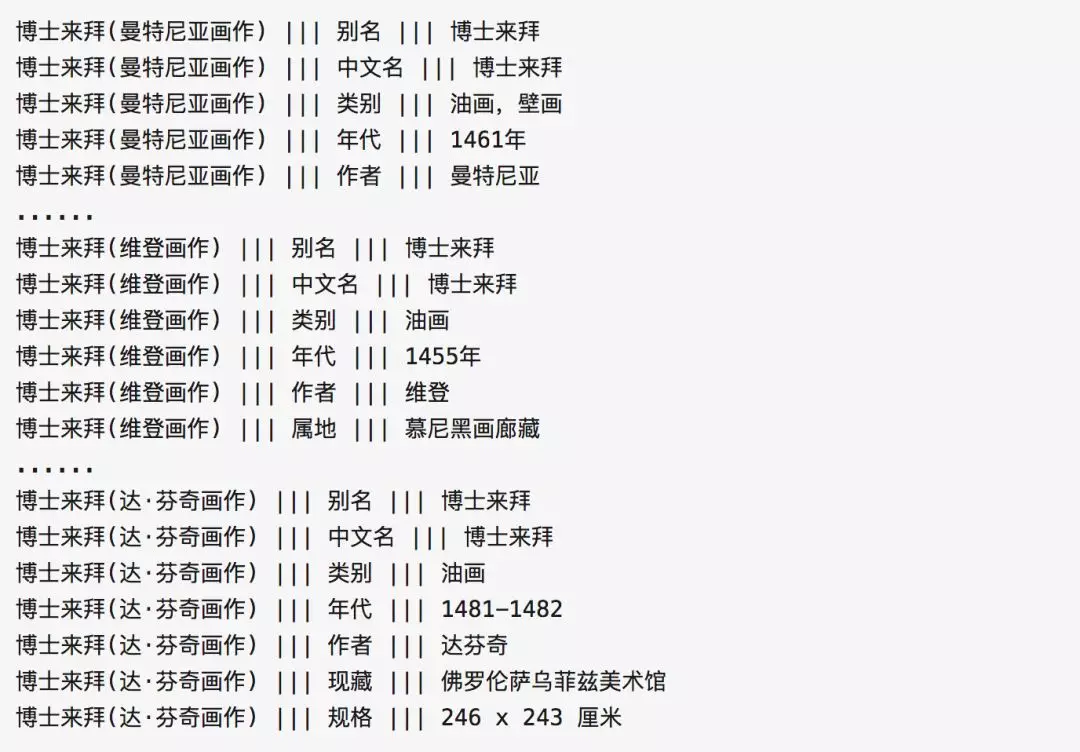 博士来拜(曼特尼亚画作) ||| 别名 ||| 博士来拜
博士来拜(曼特尼亚画作) ||| 中文名 ||| 博士来拜
博士来拜(曼特尼亚画作) ||| 类别 ||| 油画，壁画
博士来拜(曼特尼亚画作) ||| 年代 ||| 1461年
博士来拜(曼特尼亚画作) ||| 作者 ||| 曼特尼亚
......
博士来拜(维登画作) ||| 别名 ||| 博士来拜
博士来拜(维登画作) ||| 中文名 ||| 博士来拜
博士来拜(维登画作) ||| 类别 ||| 油画
博士来拜(维登画作) ||| 年代 ||| 1455年
博士来拜(维登画作) ||| 作者 ||| 维登
博士来拜(维登画作) ||| 属地 ||| 慕尼黑画廊藏
......
博士来拜(达·芬奇画作) ||| 别名 ||| 博士来拜
博士来拜(达·芬奇画作) ||| 中文名 ||| 博士来拜
博士来拜(达·芬奇画作) ||| 类别 ||| 油画
博士来拜(达·芬奇画作) ||| 年代 ||| 1481–1482
博士来拜(达·芬奇画作) ||| 作者 ||| 达芬奇
博士来拜(达·芬奇画作) ||| 现藏 ||| 佛罗伦萨乌菲兹美术馆
博士来拜(达·芬奇画作) ||| 规格 ||| 246 x 243 厘米